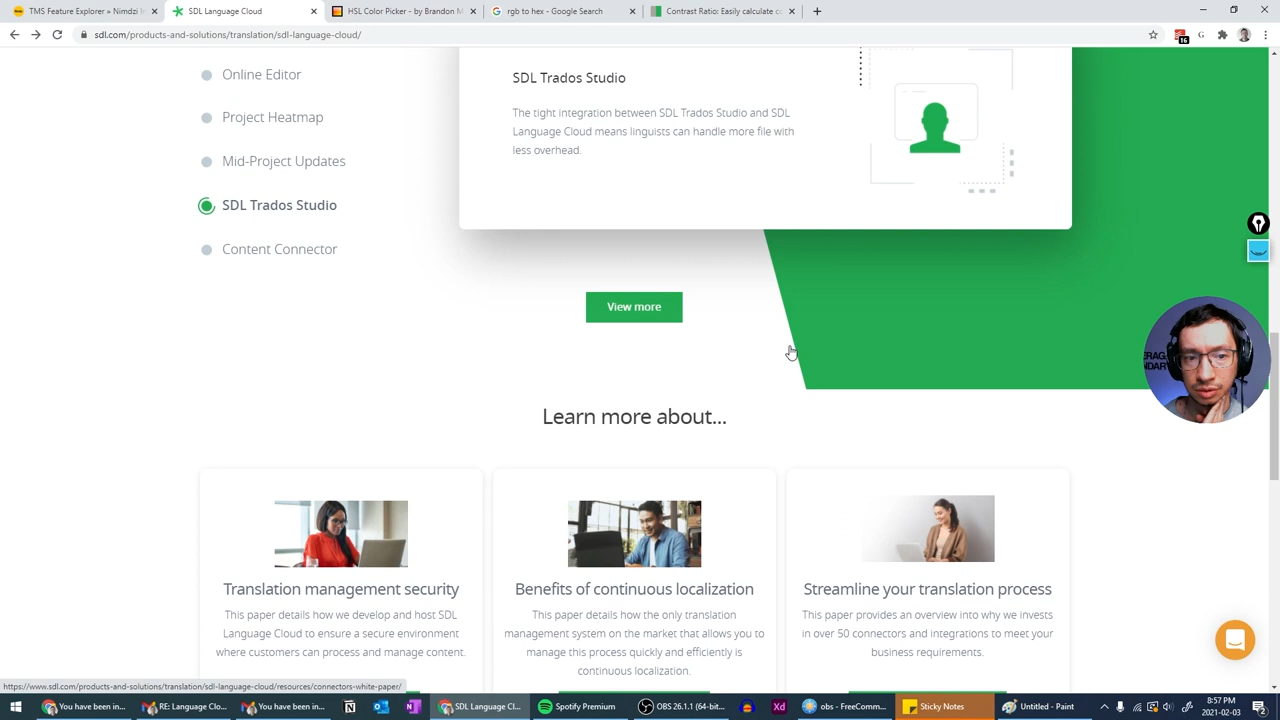 TMS Feature Explorer » Nimdzi In
SDL Language Cloud
HSL Color Picker - by Brandon M
rgb to hex - Google Search
Contrast Ratio: Easily calculate c
sdl.com/products-and-solutions/translation/sdl-language-cloud/
16
Online Editor
Project Heatmap
Mid-Project Updates
SDL Trados Studio
Content Connector
SDL Trados Studio
The tight integration between SDL Trados Studio and SDL
Language Cloud means linguists can handle more file with
less overhead.
View more
ERAG
NDARY
Learn more about...
Translation management security
This paper details how we develop and host SDL
Language Cloud to ensure a secure environment
where customers can process and manage content.
Benefits of continuous localization
This paper details how the only translation
management system on the market that allows you to
manage this process quickly and efficiently is
continuous localization.
Streamline your translation process
This paper provides an overview into why we invests
in over 50 connectors and integrations to meet your
business requirements.
https://www.sdl.com/products-and-solutions/translation/sdl-language-cloud/resources/connectors-white-paper/
You have been in...
RE: Language Clo...
You have been in...
SDL Language Cl...
Spotify Premium
OBS 26.1.1 (64-bit...
obs - FreeComm...
Sticky Notes
Untitled - Paint
8:57 PM
2021-02-03